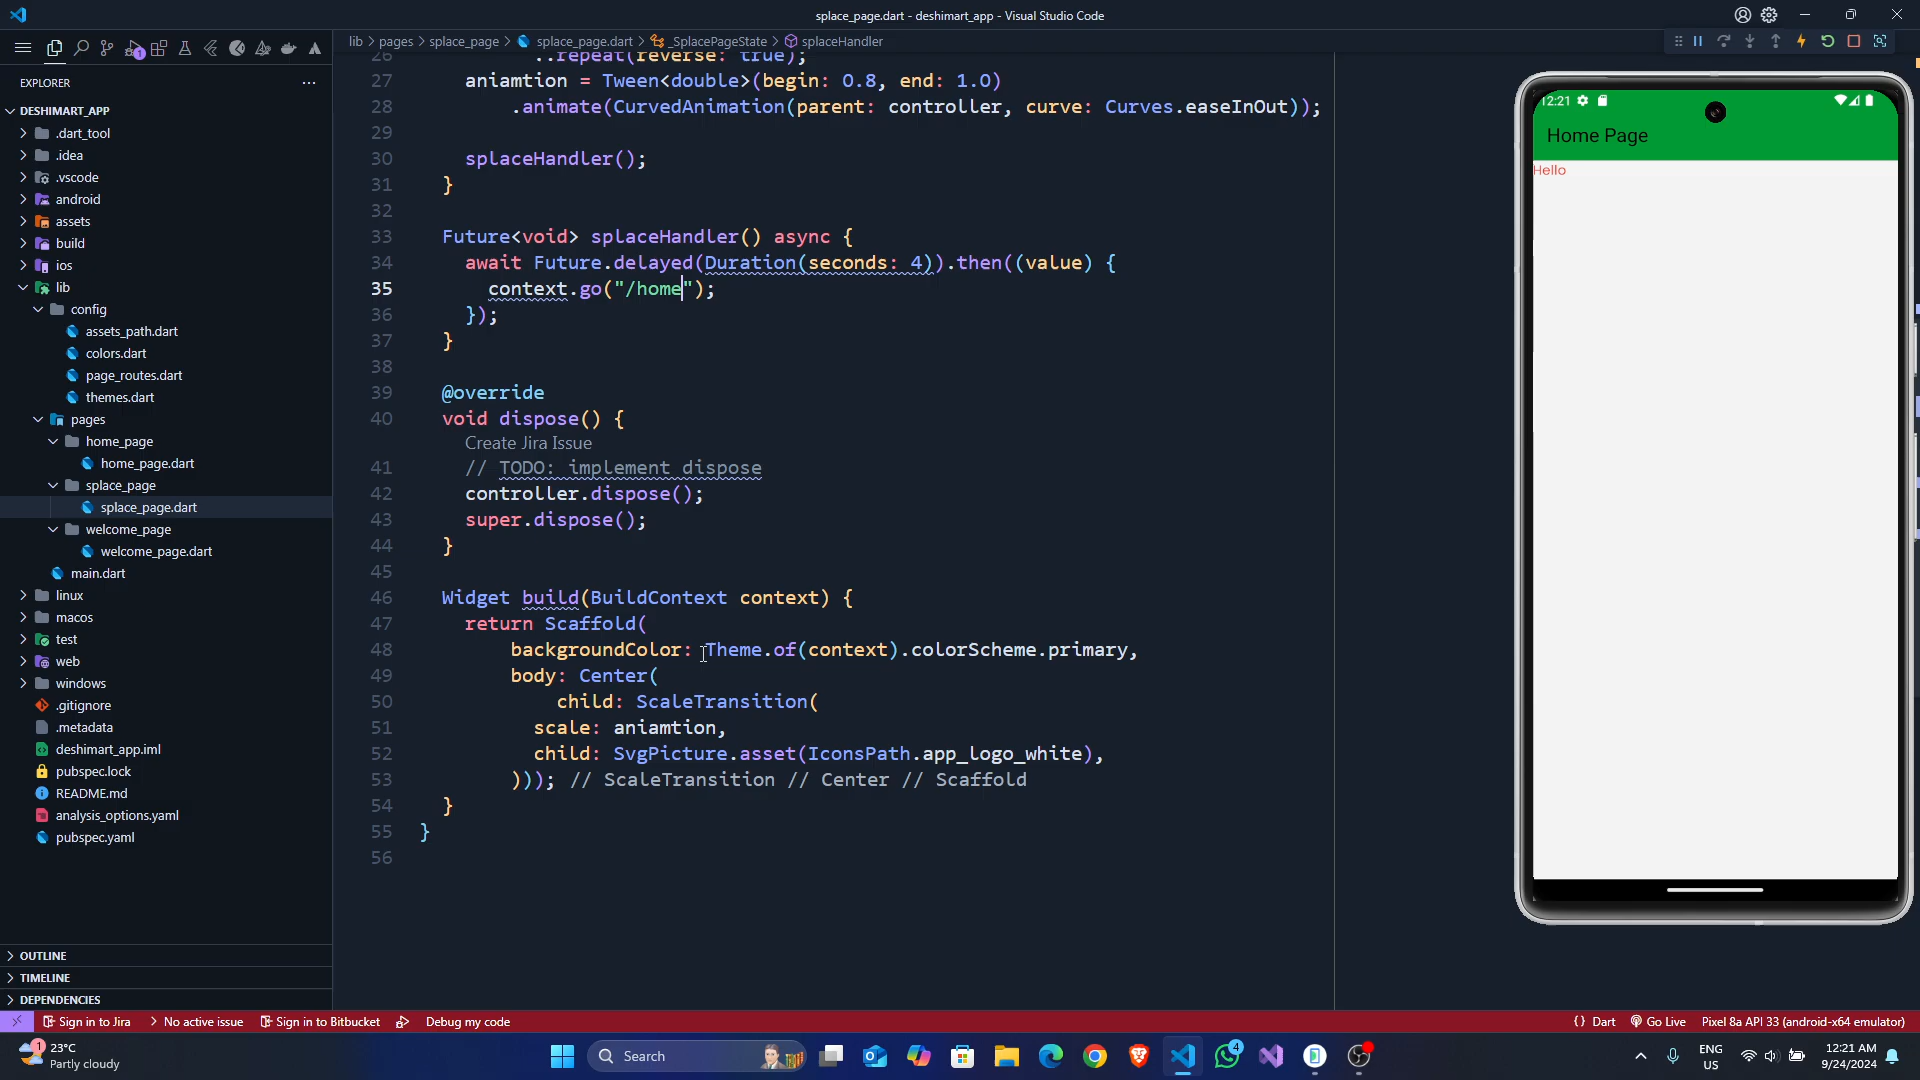 splace_page.dart - deshimart_app - Visual Studio Code
lib > pages > splace_page > splace_page.dart > _SplacePageState > splaceHandler
EXPLORER
DESHIMART_APP
.dart_tool
.idea
.vscode
android
assets
build
ios
lib
config
assets_path.dart
colors.dart
page_routes.dart
themes.dart
pages
home_page
home_page.dart
splace_page
splace_page.dart
welcome_page
welcome_page.dart
main.dart
linux
macos
test
web
windows
.gitignore
.metadata
deshimart_app.iml
pubspec.lock
README.md
analysis_options.yaml
pubspec.yaml
OUTLINE
TIMELINE
DEPENDENCIES
26 ..repeat(reverse: true);
27 aniamtion = Tween<double>(begin: 0.8, end: 1.0)
28 .animate(CurvedAnimation(parent: controller, curve: Curves.easeInOut));
29
30 splaceHandler();
31 }
32
33 Future<void> splaceHandler() async {
34 await Future.delayed(Duration(seconds: 4)).then((value) {
35 context.go("/home");
36 });
37 }
38
39 @override
40 void dispose() {
Create Jira Issue
41 // TODO: implement dispose
42 controller.dispose();
43 super.dispose();
44 }
45
46 Widget build(BuildContext context) {
47 return Scaffold(
48 backgroundColor: Theme.of(context).colorScheme.primary,
49 body: Center(
50 child: ScaleTransition(
51 scale: aniamtion,
52 child: SvgPicture.asset(IconsPath.app_logo_white),
53 ))); // ScaleTransition // Center // Scaffold
54 }
55 }
56
12:21
Home Page
Hello
Sign in to Jira No active issue Sign in to Bitbucket Debug my code {} Dart Go Live Pixel 8a API 33 (android-x64 emulator)
1
1
23°C
Partly cloudy
Search
4
ENG
US
12:21 AM
9/24/2024